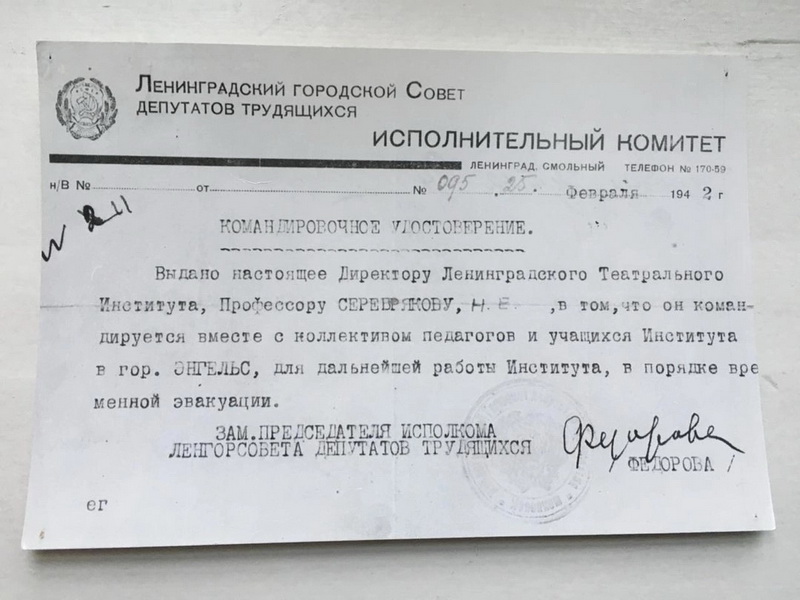 Ленинградский городской Совет
депутатов трудящихся
ИСПОЛНИТЕЛЬНЫЙ КОМИТЕТ
ЛЕНИНГРАД, СМОЛЬНЫЙ ТЕЛЕФОН № 170-59
н/В № от № 095 . 25. Февраля 1942 г
КОМАНДИРОВОЧНОЕ УДОСТОВЕРЕНИЕ.
Выдано настоящее Директору Ленинградского Театрального
Института, Профессору СЕРЕБРЯКОВУ, Н.Е. ,в том,что он коман-
дируется вместе с коллективом педагогов и учащихся Института
в гор. ЭНГЕЛЬС, для дальнейшей работы Института, в порядке вре
менной эвакуации.
ЗАМ.ПРЕДСЕДАТЕЛЯ ИСПОЛКОМА
ЛЕНГОРСОВЕТА ДЕПУТАТОВ ТРУДЯЩИХСЯ
Федорова
ФЕДОРОВА/
ег